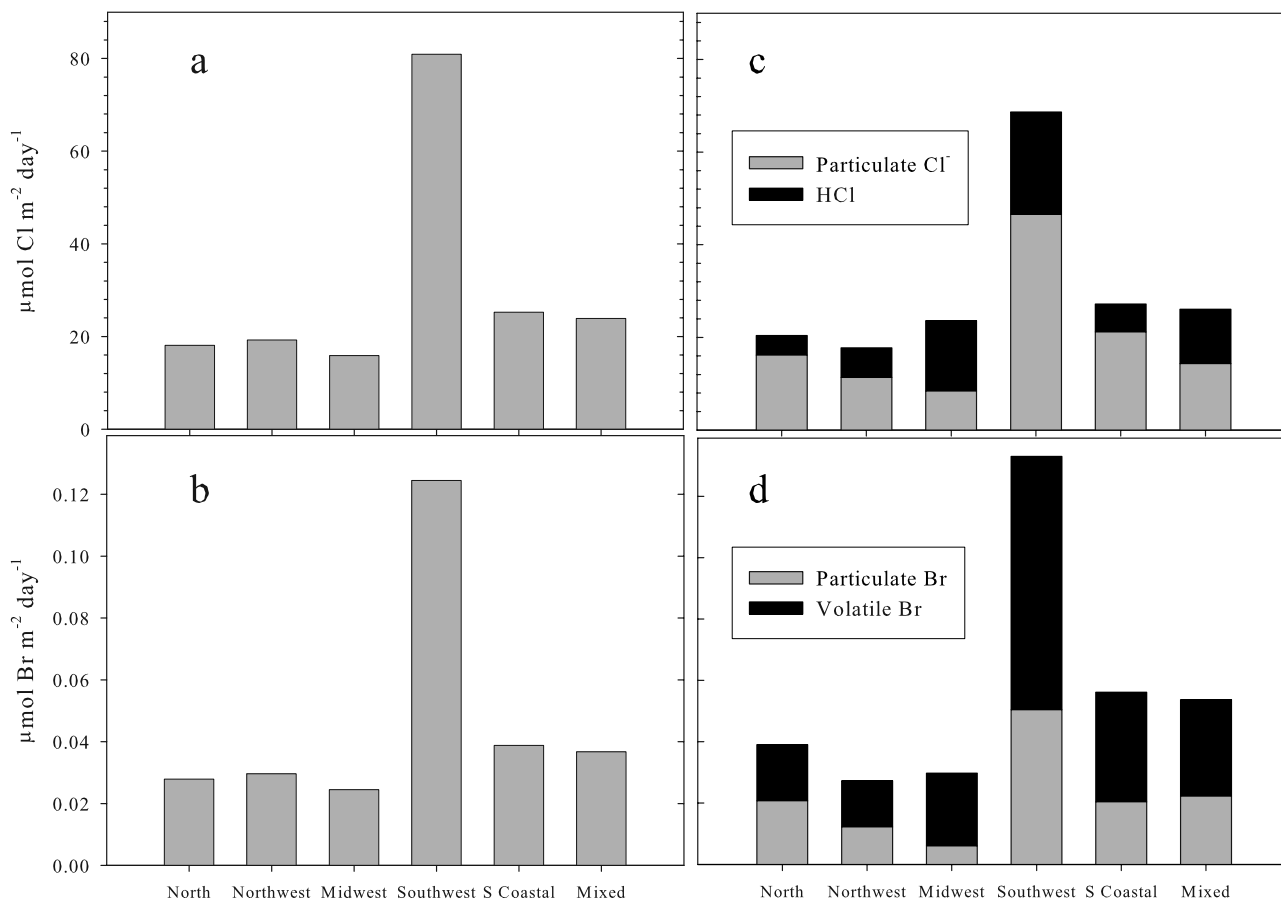 a
80
60
40
20
0
µmol Cl m⁻² day⁻¹
c
Particulate Cl⁻
HCl
b
0.12
0.10
0.08
0.06
0.04
0.02
0.00
µmol Br m⁻² day⁻¹
North Northwest Midwest Southwest S Coastal Mixed
d
Particulate Br
Volatile Br
North Northwest Midwest Southwest S Coastal Mixed